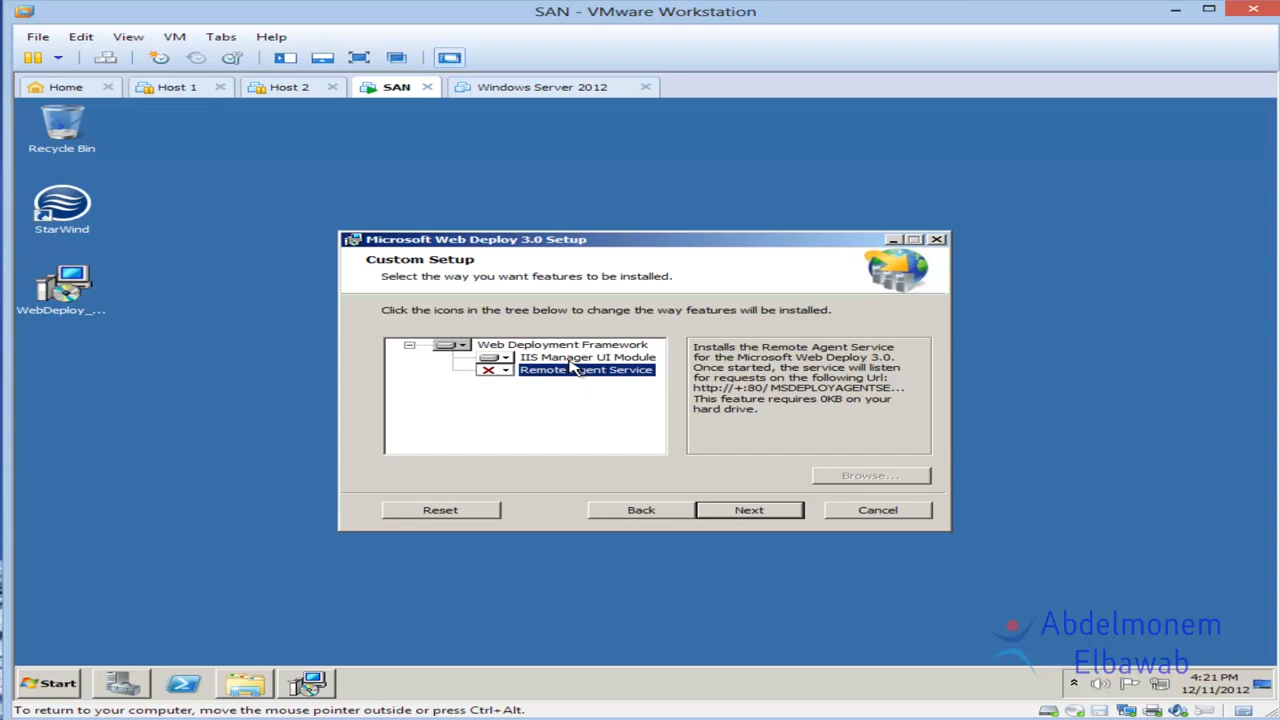 SAN - VMware Workstation
File Edit View VM Tabs Help
Home Host 1 Host 2 SAN Windows Server 2012
Recycle Bin
StarWind
WebDeploy_...
Microsoft Web Deploy 3.0 Setup
Custom Setup
Select the way you want features to be installed.
Click the icons in the tree below to change the way features will be installed.
Web Deployment Framework
IIS Manager UI Module
Remote Agent Service
Installs the Remote Agent Service
for the Microsoft Web Deploy 3.0.
Once started, the service will listen
for requests on the following Url:
http://+:80/ MSDEPLOYAGENTSE...
This feature requires 0KB on your
hard drive.
Browse...
Reset Back Next Cancel
Abdelmonem
Elbawab
Start
4:21 PM
12/11/2012
To return to your computer, move the mouse pointer outside or press Ctrl+Alt.